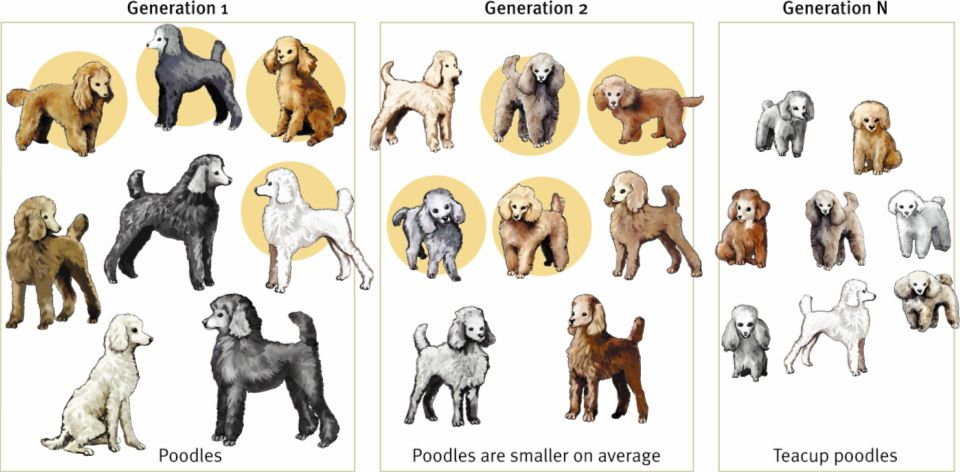 Generation 1
Generation 2
Generation N
Poodles
Poodles are smaller on average
Teacup poodles